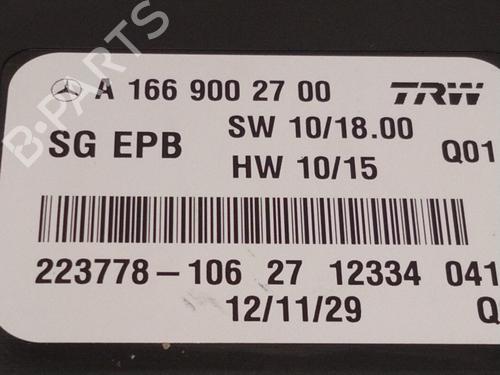 A 166 900 27 00
TRW
SG EPB
SW 10/18.00
HW 10/15
Q01
223778-106 27 12334 041
12/11/29
Q
B-PARTS